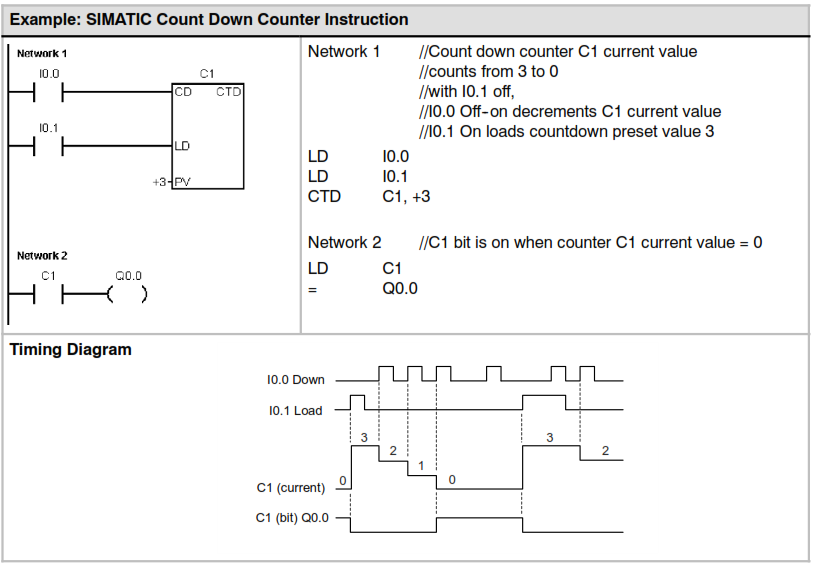 Example: SIMATIC Count Down Counter Instruction
Network 1
I0.0
C1
CD CTD
I0.1
LD
+3 PV
Network 2
C1 Q0.0
Network 1 //Count down counter C1 current value
//counts from 3 to 0
//with I0.1 off,
//I0.0 Off-on decrements C1 current value
//I0.1 On loads countdown preset value 3
LD I0.0
LD I0.1
CTD C1, +3
Network 2 //C1 bit is on when counter C1 current value = 0
LD C1
= Q0.0
Timing Diagram
I0.0 Down
I0.1 Load
3 3
2 2
1
C1 (current) 0 0
C1 (bit) Q0.0